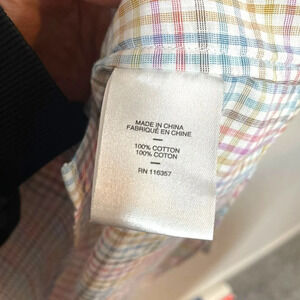 MADE IN CHINA
FABRIQUÉ EN CHINE
—
100% COTTON
100% COTON
—
RN 116357